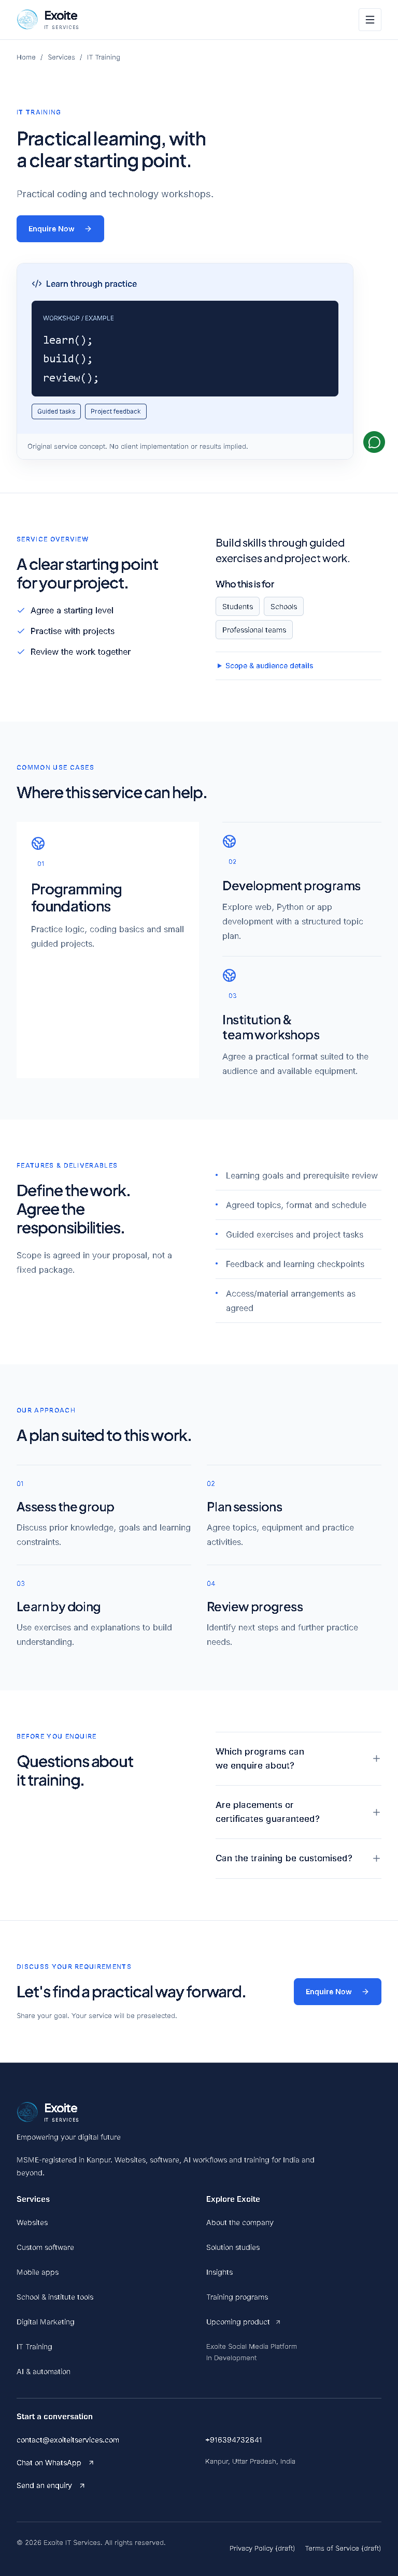 Exoite
IT SERVICES
Home / Services / IT Training
IT TRAINING
Practical learning, with
a clear starting point.
Practical coding and technology workshops.
Enquire Now
Learn through practice
WORKSHOP / EXAMPLE
learn();
build();
review();
Guided tasks
Project feedback
Original service concept. No client implementation or results implied.
SERVICE OVERVIEW
A clear starting point
for your project.
Agree a starting level
Practise with projects
Review the work together
Build skills through guided
exercises and project work.
Who this is for
Students
Schools
Professional teams
Scope & audience details
COMMON USE CASES
Where this service can help.
01
Programming
foundations
Practice logic, coding basics and small
guided projects.
02
Development programs
Explore web, Python or app
development with a structured topic
plan.
03
Institution &
team workshops
Agree a practical format suited to the
audience and available equipment.
FEATURES & DELIVERABLES
Define the work.
Agree the
responsibilities.
Scope is agreed in your proposal, not a
fixed package.
Learning goals and prerequisite review
Agreed topics, format and schedule
Guided exercises and project tasks
Feedback and learning checkpoints
Access/material arrangements as
agreed
OUR APPROACH
A plan suited to this work.
01
Assess the group
Discuss prior knowledge, goals and learning
constraints.
02
Plan sessions
Agree topics, equipment and practice
activities.
03
Learn by doing
Use exercises and explanations to build
understanding.
04
Review progress
Identify next steps and further practice
needs.
BEFORE YOU ENQUIRE
Questions about
it training.
Which programs can
we enquire about?
Are placements or
certificates guaranteed?
Can the training be customised?
DISCUSS YOUR REQUIREMENTS
Let's find a practical way forward.
Share your goal. Your service will be preselected.
Enquire Now
Exoite
IT SERVICES
Empowering your digital future
MSME-registered in Kanpur. Websites, software, AI workflows and training for India and
beyond.
Services
Websites
Custom software
Mobile apps
School & institute tools
Digital Marketing
IT Training
AI & automation
Explore Exoite
About the company
Solution studies
Insights
Training programs
Upcoming product
Exoite Social Media Platform
In Development
Start a conversation
contact@exoiteitservices.com
Chat on WhatsApp
Send an enquiry
+916394732841
Kanpur, Uttar Pradesh, India
© 2026 Exoite IT Services. All rights reserved.
Privacy Policy (draft)
Terms of Service (draft)